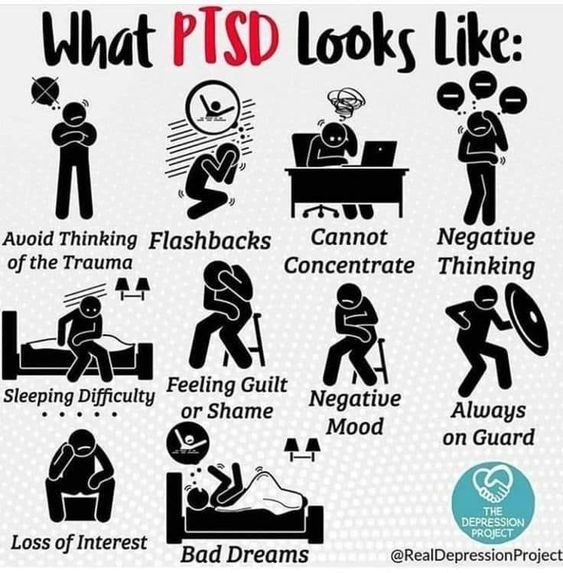 What PTSD Looks Like:
Avoid Thinking
of the Trauma
Flashbacks
Cannot
Concentrate
Negative
Thinking
Sleeping Difficulty
Feeling Guilt
or Shame
Negative
Mood
Always
on Guard
Loss of Interest
Bad Dreams
THE
DEPRESSION
PROJECT
@RealDepressionProject